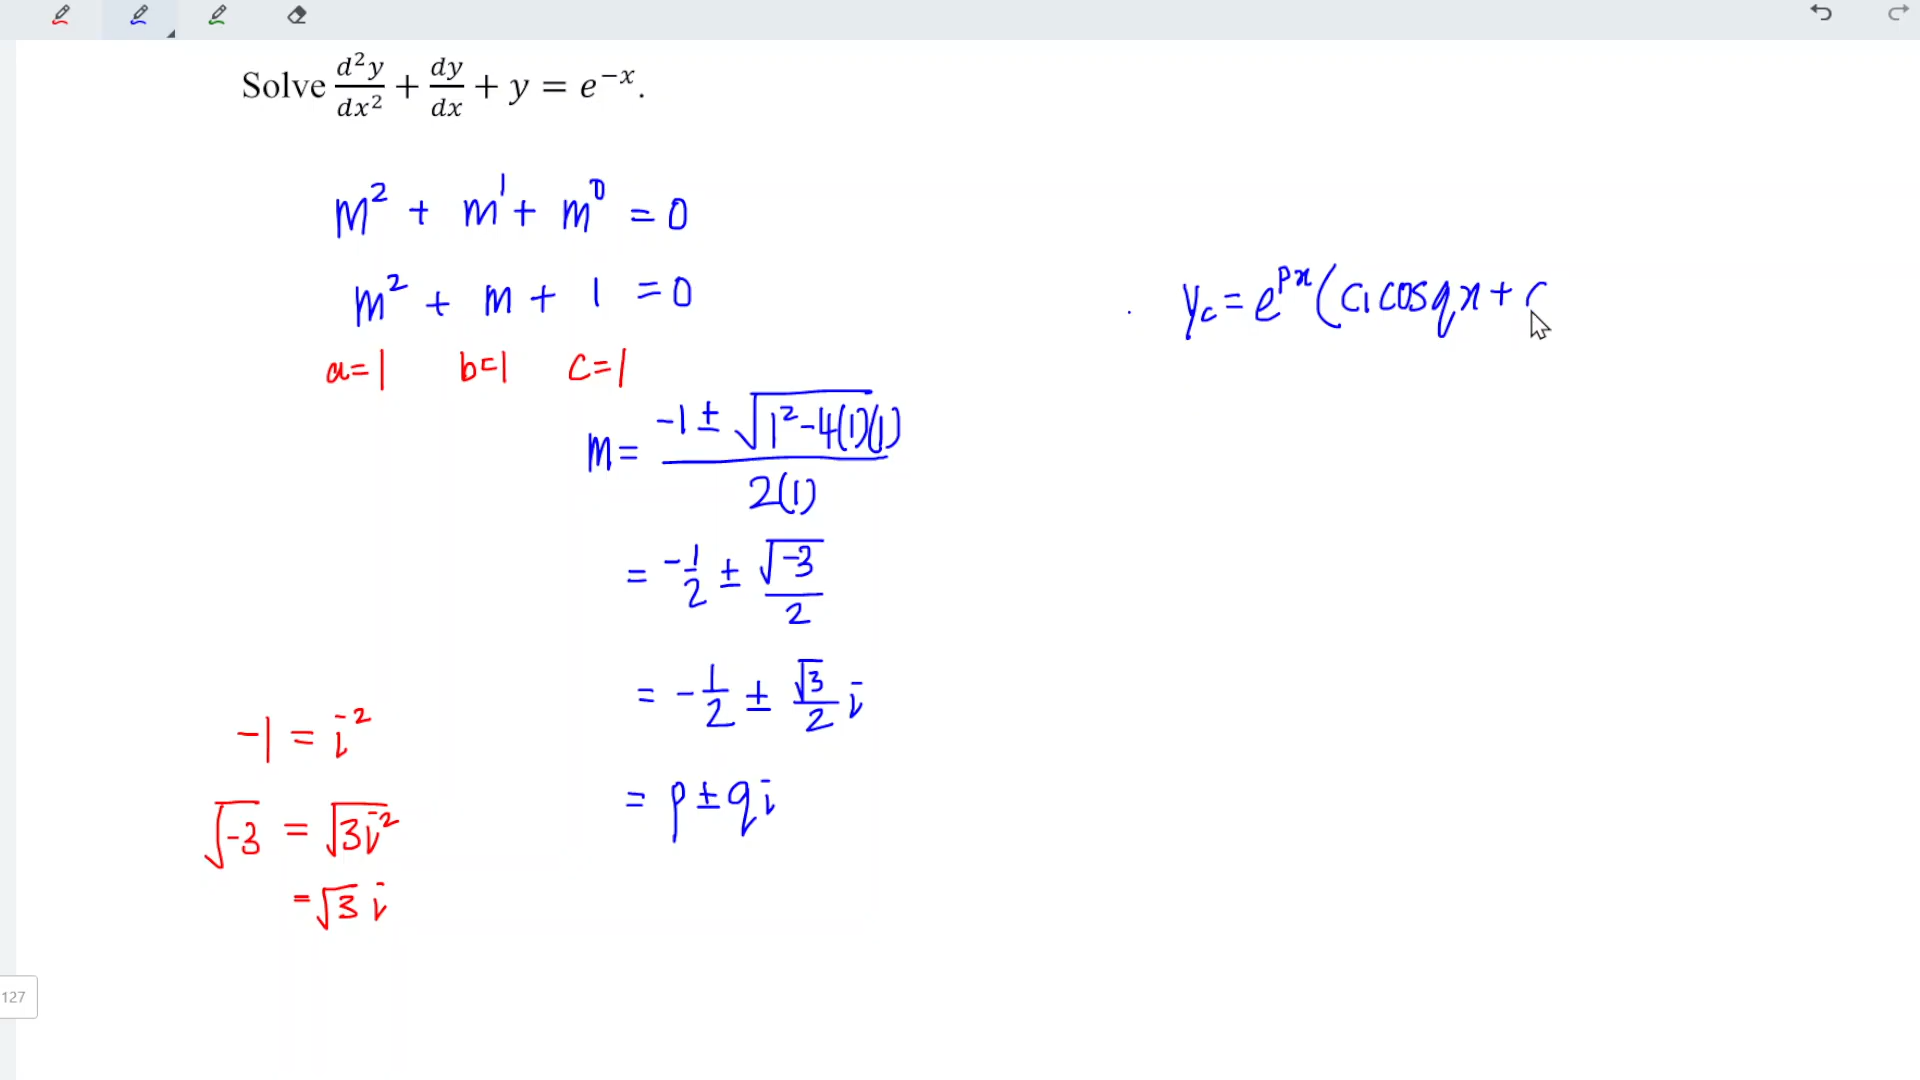 Solve d²y/dx² + dy/dx + y = e⁻ˣ.
m² + m¹ + m⁰ = 0
m² + m + 1 = 0
a=1 b=1 c=1
m = (-1 ± √(1²-4(1)(1)))/2(1)
= -1/2 ± √-3/2
= -1/2 ± √3/2 i
= p ± qi
-1 = i²
√-3 = √3i²
= √3 i
y_c = e^px (c₁ cosqx + c
127